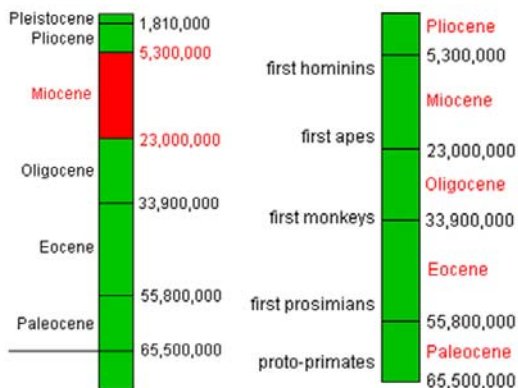 Pleistocene
1,810,000
Pliocene
5,300,000
Miocene
23,000,000
Oligocene
33,900,000
Eocene
55,800,000
Paleocene
65,500,000
Pliocene
5,300,000
first hominins
Miocene
first apes
23,000,000
Oligocene
first monkeys
33,900,000
Eocene
first prosimians
55,800,000
Paleocene
proto-primates
65,500,000